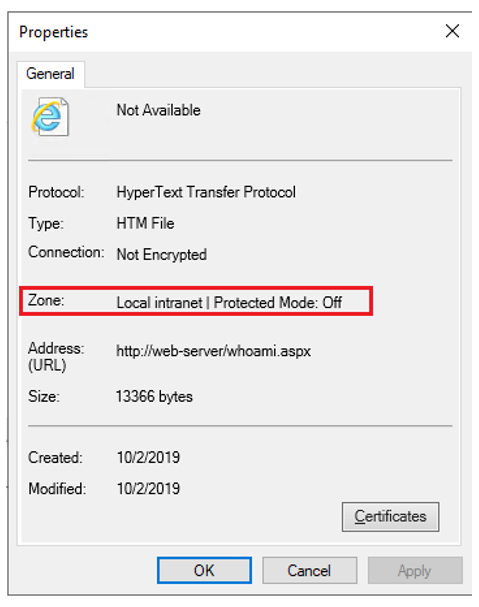 Properties
General
Not Available
Protocol: HyperText Transfer Protocol
Type: HTM File
Connection: Not Encrypted
Zone: Local intranet | Protected Mode: Off
Address: http://web-server/whoami.aspx
(URL)
Size: 13366 bytes
Created: 10/2/2019
Modified: 10/2/2019
Certificates
OK Cancel Apply